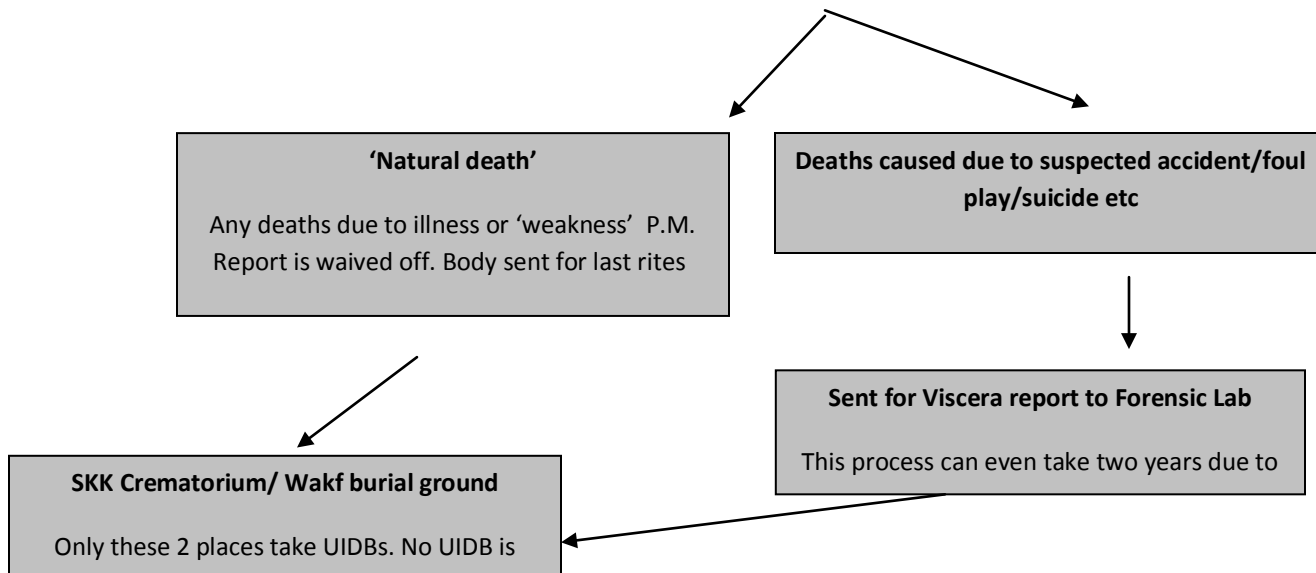 ‘Natural death’
Any deaths due to illness or ‘weakness’ P.M.
Report is waived off. Body sent for last rites
Deaths caused due to suspected accident/foul
play/suicide etc
Sent for Viscera report to Forensic Lab
This process can even take two years due to
SKK Crematorium/ Wakf burial ground
Only these 2 places take UIDBs. No UIDB is